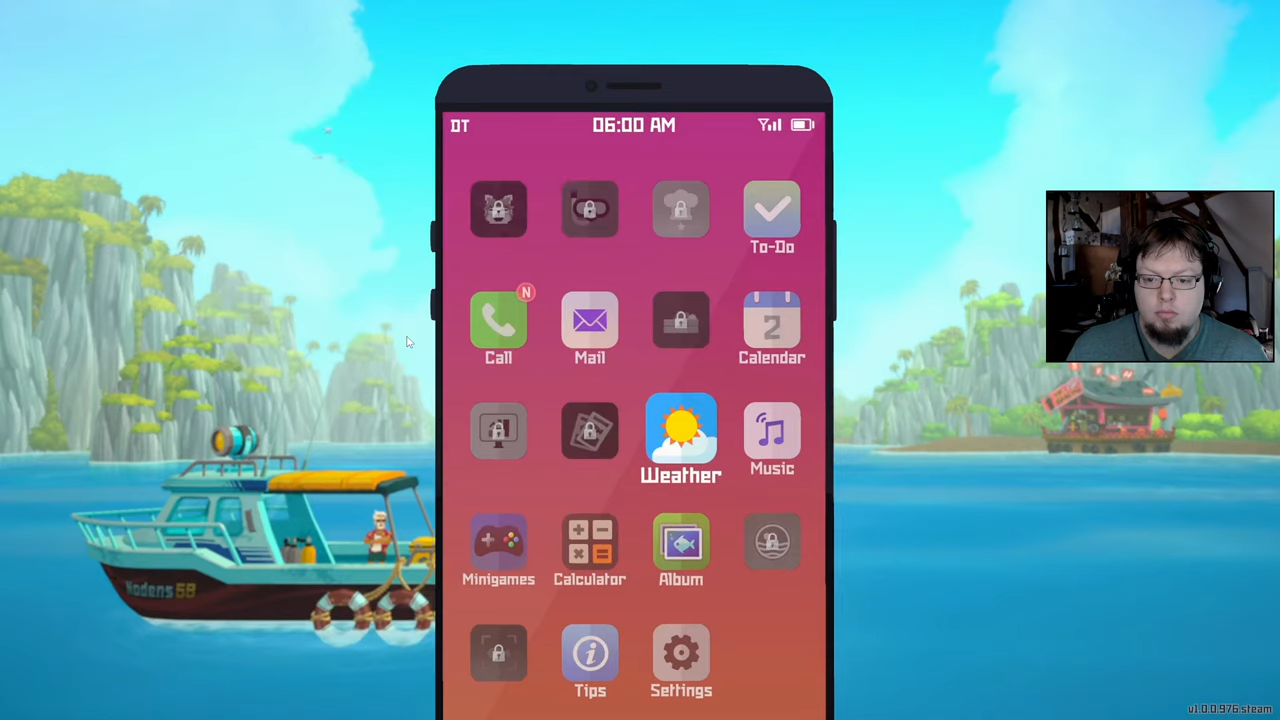 DT 06:00 AM
To-Do
N
Call Mail 2 Calendar
Weather Music
Minigames Calculator Album
Tips Settings
Nodens 58
v1.0.0.976.steam